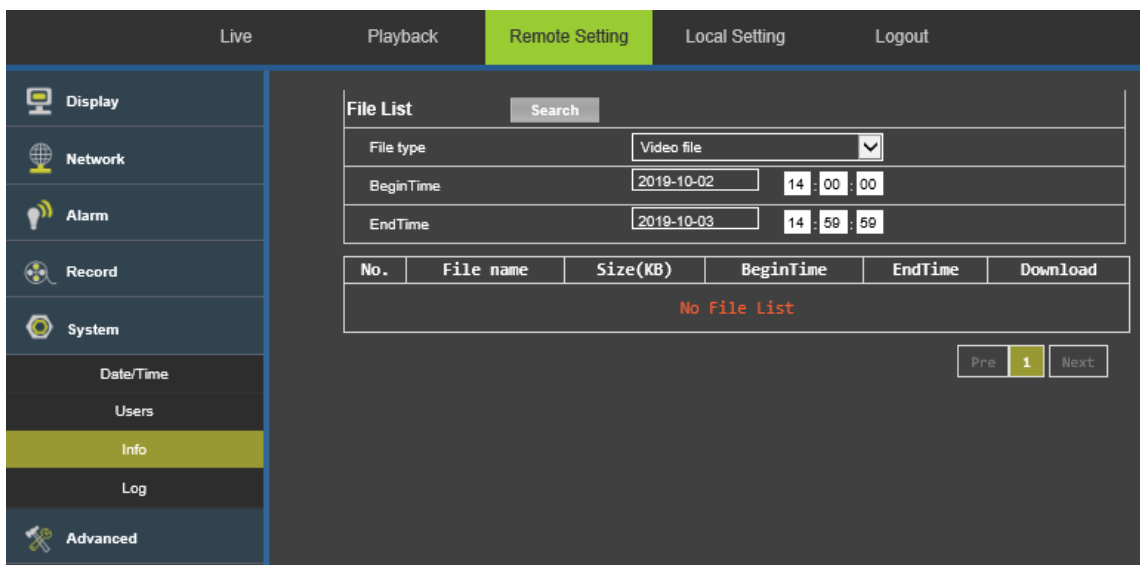 Live Playback Remote Setting Local Setting Logout
Display
Network
Alarm
Record
System
Date/Time
Users
Info
Log
Advanced
File List Search
File type Video file
BeginTime 2019-10-02 14 : 00 : 00
EndTime 2019-10-03 14 : 59 : 59
No. File name Size(KB) BeginTime EndTime Download
No File List
Pre 1 Next